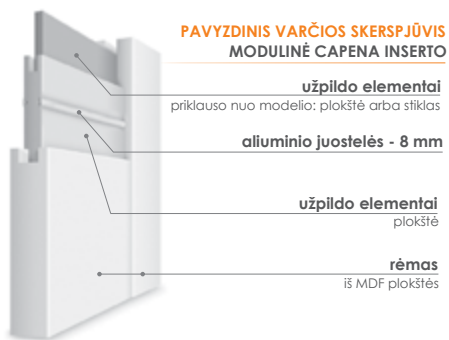 PAVYZDINIS VARČIOS SKERSPJŪVIS
MODULINĖ CAPENA INSERTO
užpildo elementai
priklauso nuo modelio: plokštė arba stiklas
aliuminio juostelės - 8 mm
užpildo elementai
plokštė
rėmas
iš MDF plokštės